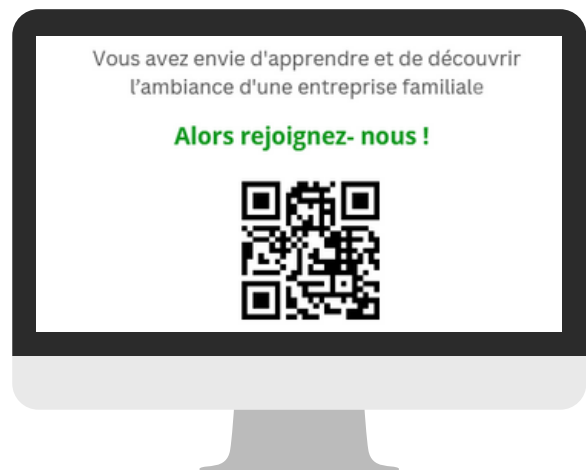 Vous avez envie d'apprendre et de découvrir
l’ambiance d'une entreprise familiale
Alors rejoignez- nous !